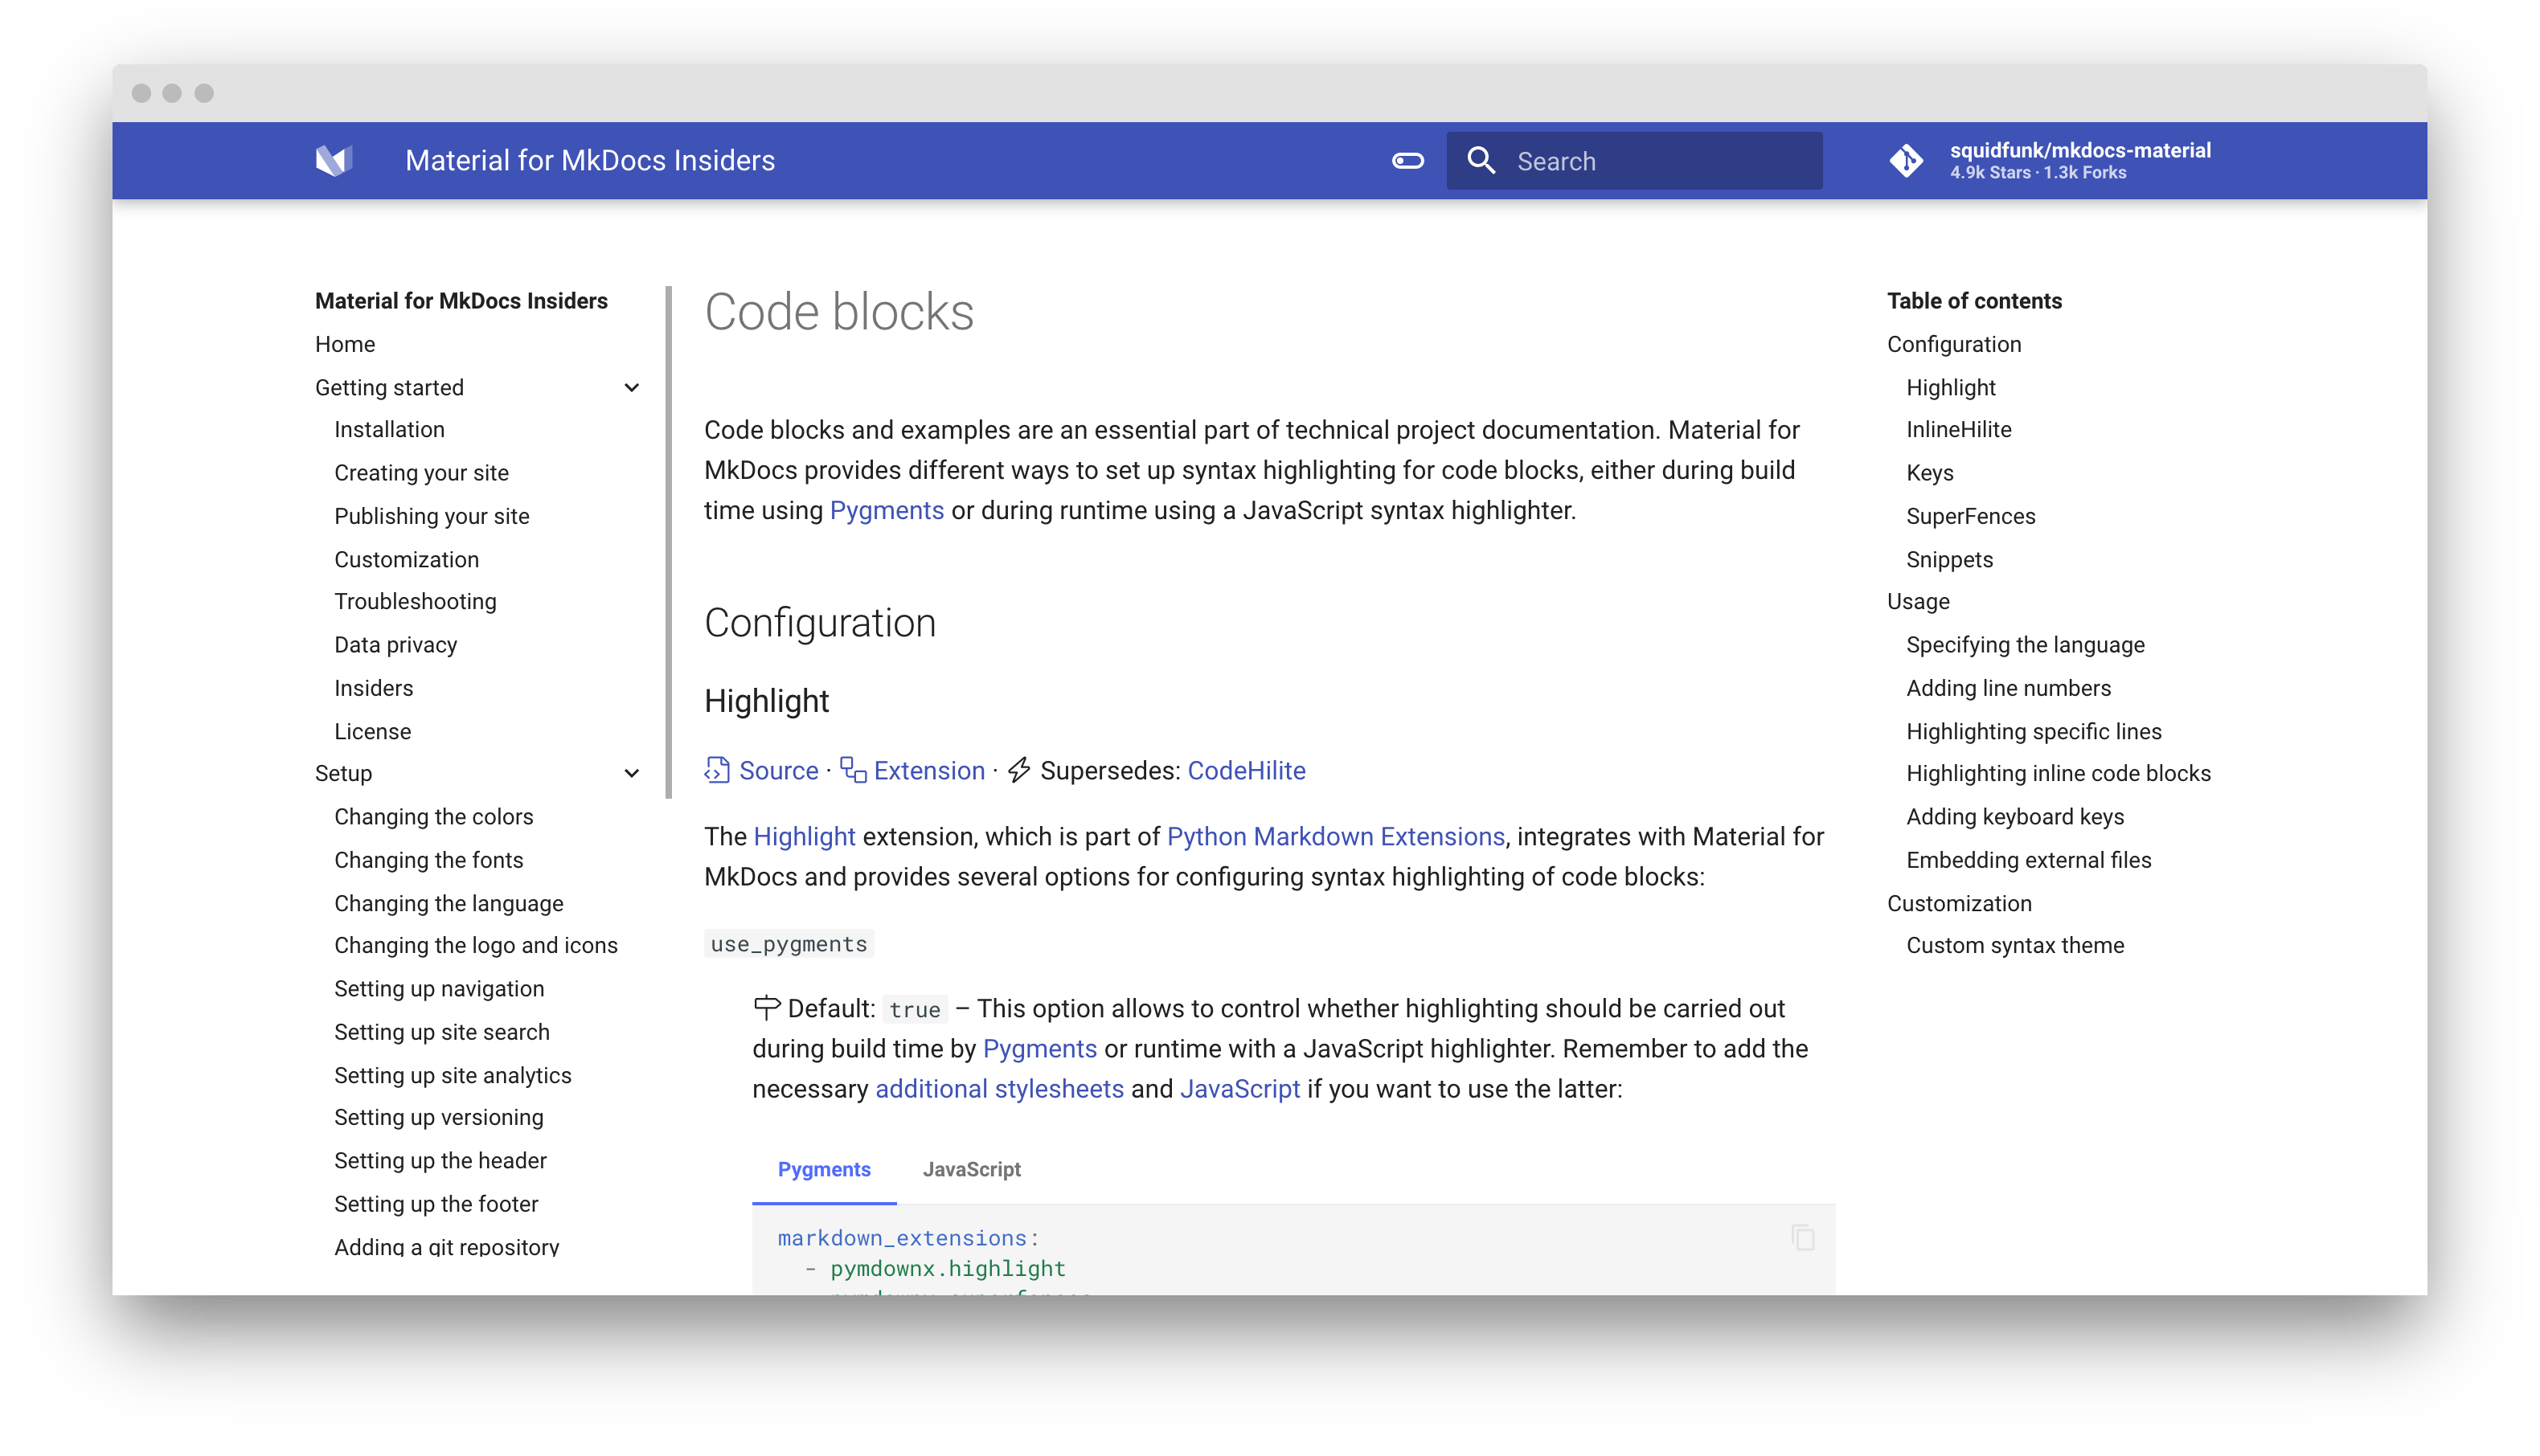 Material for MkDocs Insiders
Search
squidfunk/mkdocs-material
4.9k Stars · 1.3k Forks
Material for MkDocs Insiders
Home
Getting started
Installation
Creating your site
Publishing your site
Customization
Troubleshooting
Data privacy
Insiders
License
Setup
Changing the colors
Changing the fonts
Changing the language
Changing the logo and icons
Setting up navigation
Setting up site search
Setting up site analytics
Setting up versioning
Setting up the header
Setting up the footer
Adding a git repository
Code blocks
Code blocks and examples are an essential part of technical project documentation. Material for
MkDocs provides different ways to set up syntax highlighting for code blocks, either during build
time using Pygments or during runtime using a JavaScript syntax highlighter.
Configuration
Highlight
Source · Extension · Supersedes: CodeHilite
The Highlight extension, which is part of Python Markdown Extensions, integrates with Material for
MkDocs and provides several options for configuring syntax highlighting of code blocks:
use_pygments
Default: true – This option allows to control whether highlighting should be carried out
during build time by Pygments or runtime with a JavaScript highlighter. Remember to add the
necessary additional stylesheets and JavaScript if you want to use the latter:
Pygments JavaScript
markdown_extensions:
- pymdownx.highlight
Table of contents
Configuration
Highlight
InlineHilite
Keys
SuperFences
Snippets
Usage
Specifying the language
Adding line numbers
Highlighting specific lines
Highlighting inline code blocks
Adding keyboard keys
Embedding external files
Customization
Custom syntax theme